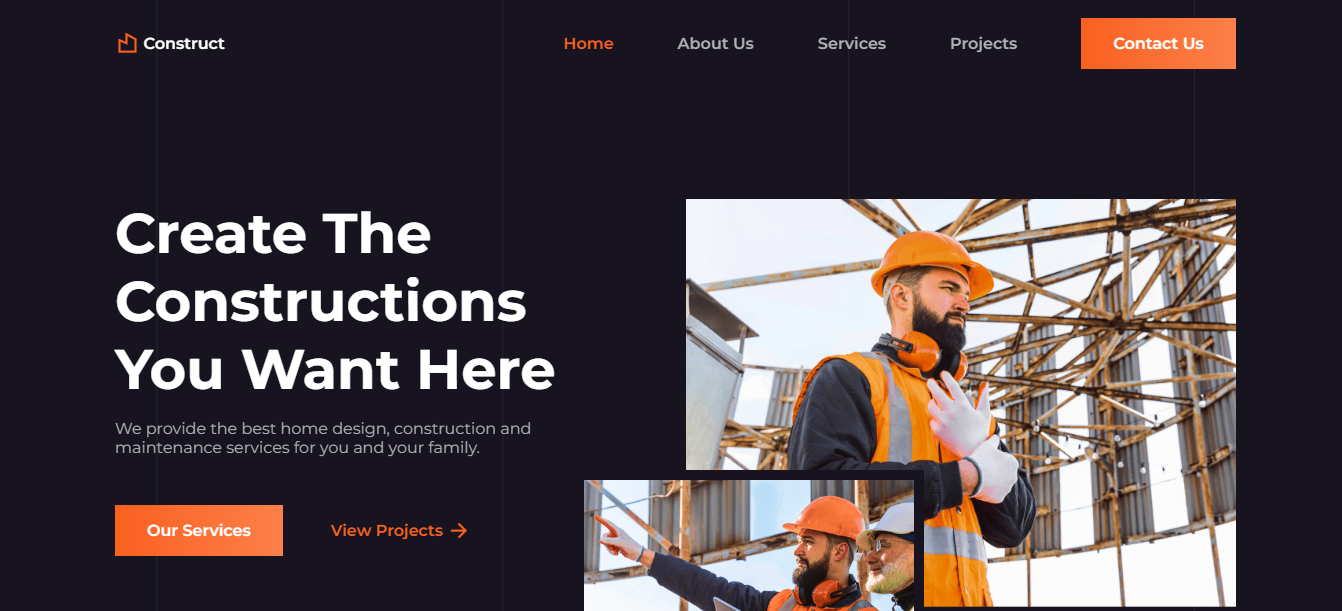 Construct
Home
About Us
Services
Projects
Contact Us
Create The
Constructions
You Want Here
We provide the best home design, construction and
maintenance services for you and your family.
Our Services
View Projects